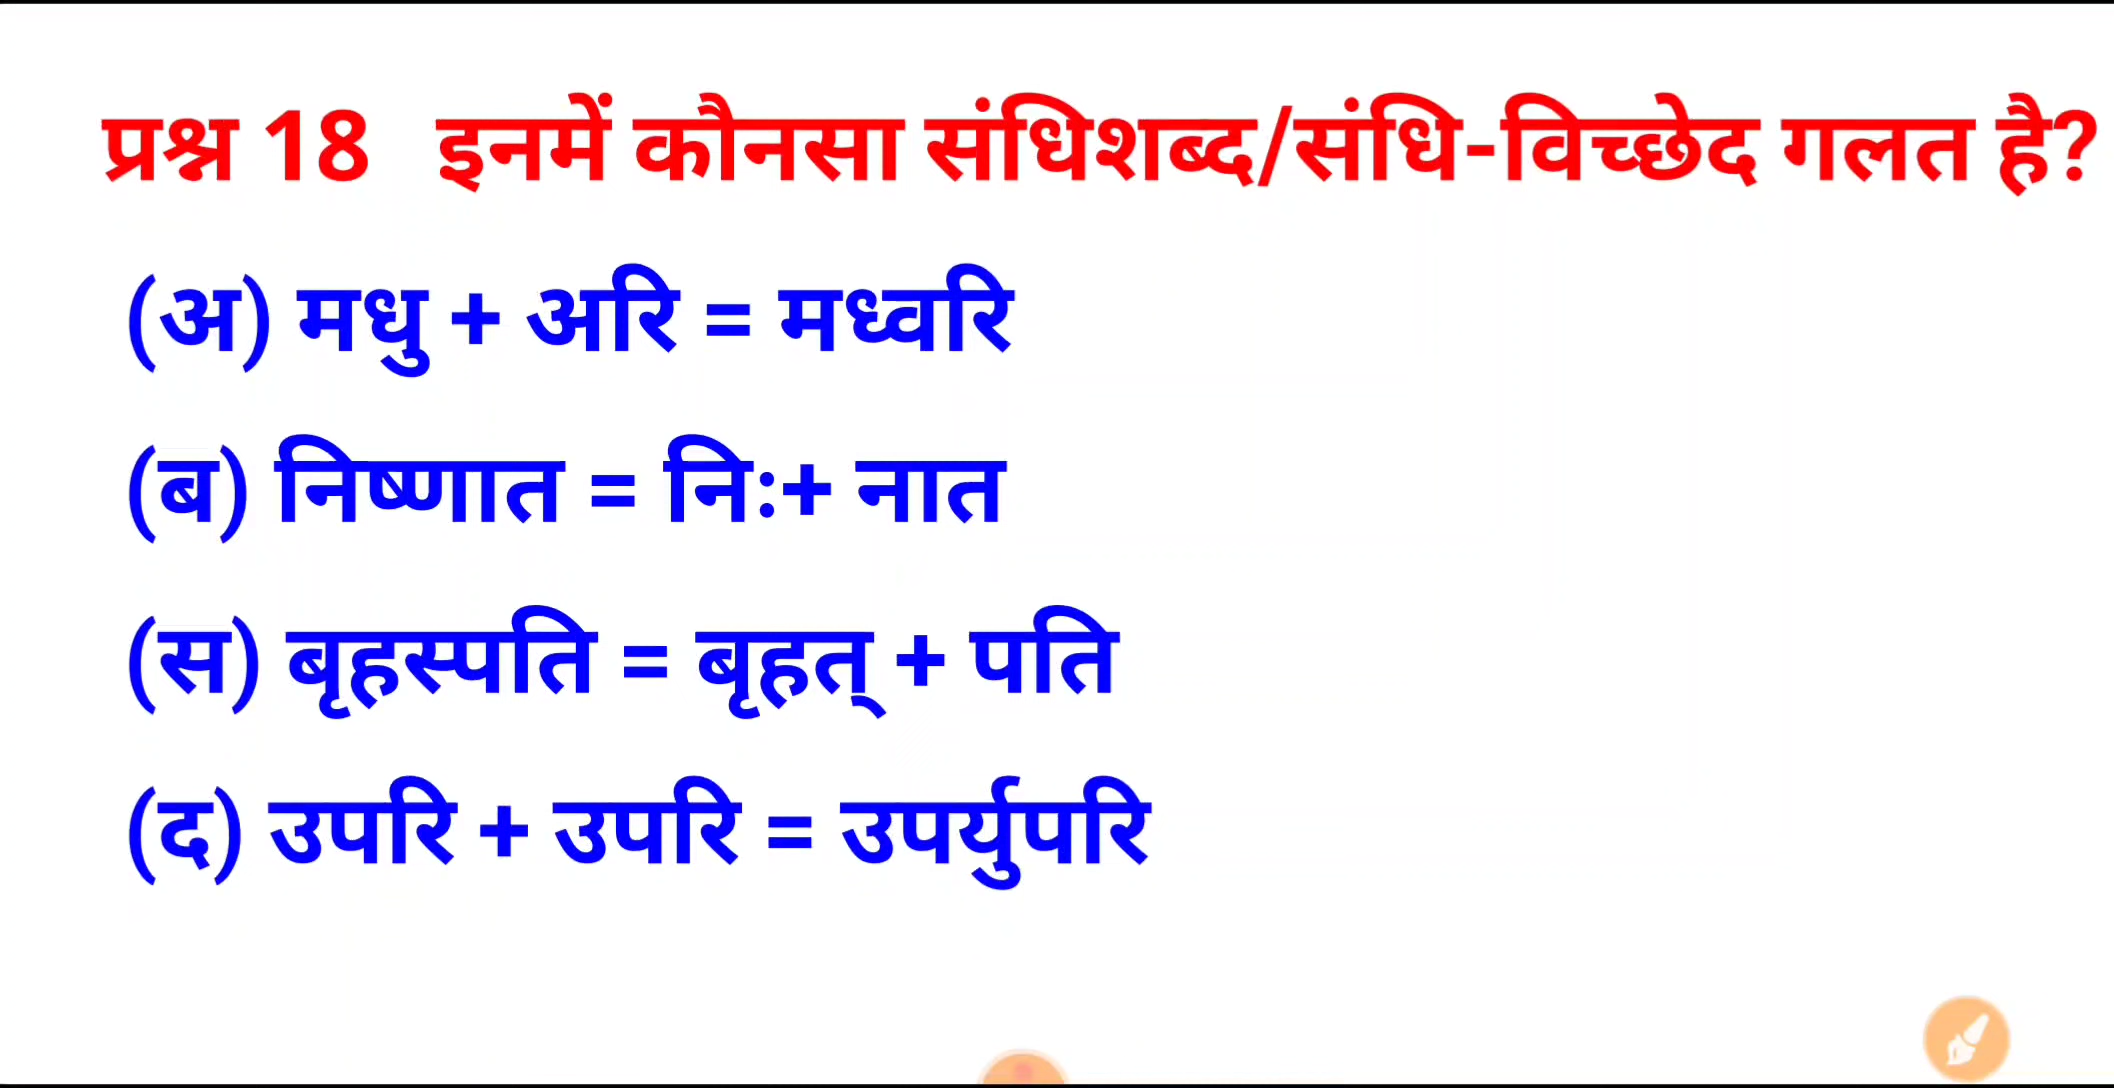 प्रश्न 18 इनमें कौनसा संधिशब्द/संधि-विच्छेद गलत है?
(अ) मधु + अरि = मध्वरि
(ब) निष्णात = निः+ नात
(स) बृहस्पति = बृहत् + पति
(द) उपरि + उपरि = उपर्युपरि